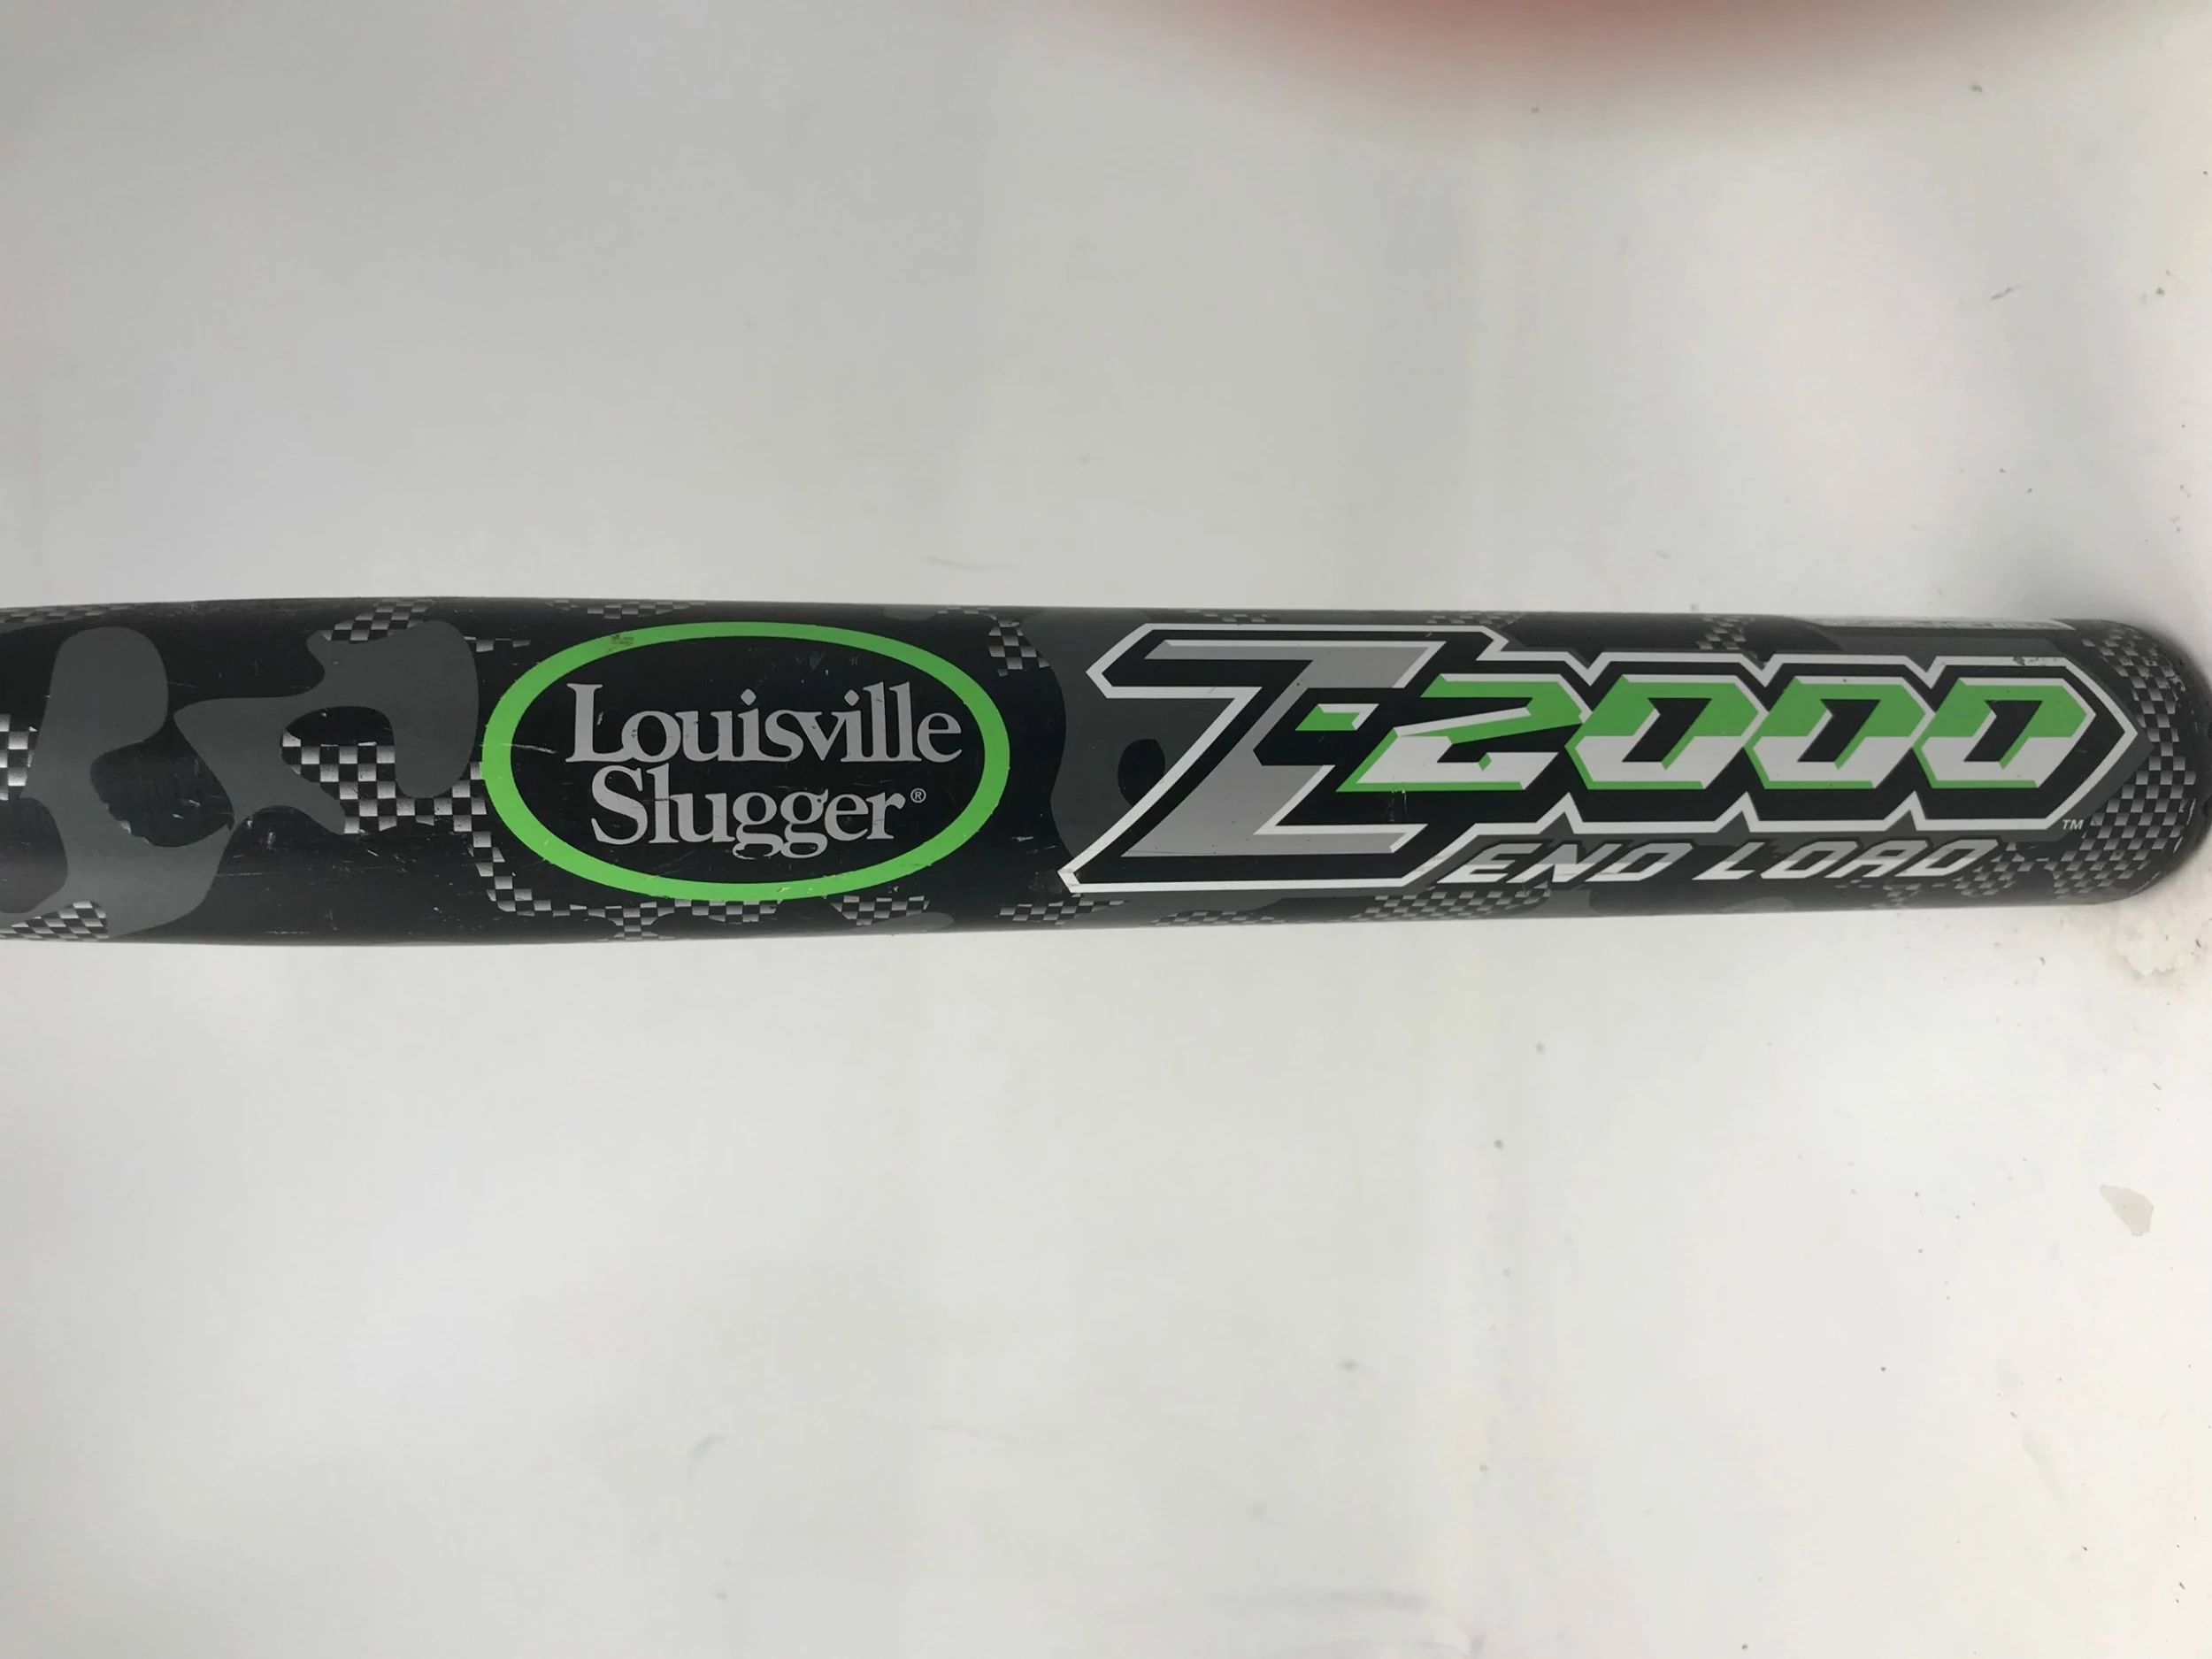 Louisville
Slugger®
Z-2000™
END LOAD